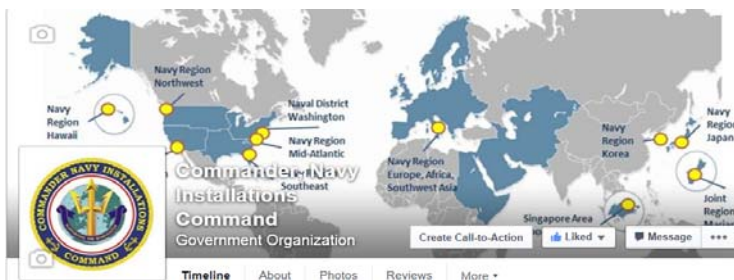 Navy Region
Northwest
Navy
Region
Hawaii
Naval District
Washington
Navy Region
Mid-Atlantic
Southeast
Navy Region
Europe, Africa,
Southwest Asia
Navy
Region
Korea
Navy
Region
Japan
Joint
Region
Singapore Area
COMMANDER NAVY INSTALLATIONS
COMMAND
Commander, Navy
Installations
Command
Government Organization
Create Call-to-Action
Liked
Message
Timeline
About
Photos
Reviews
More